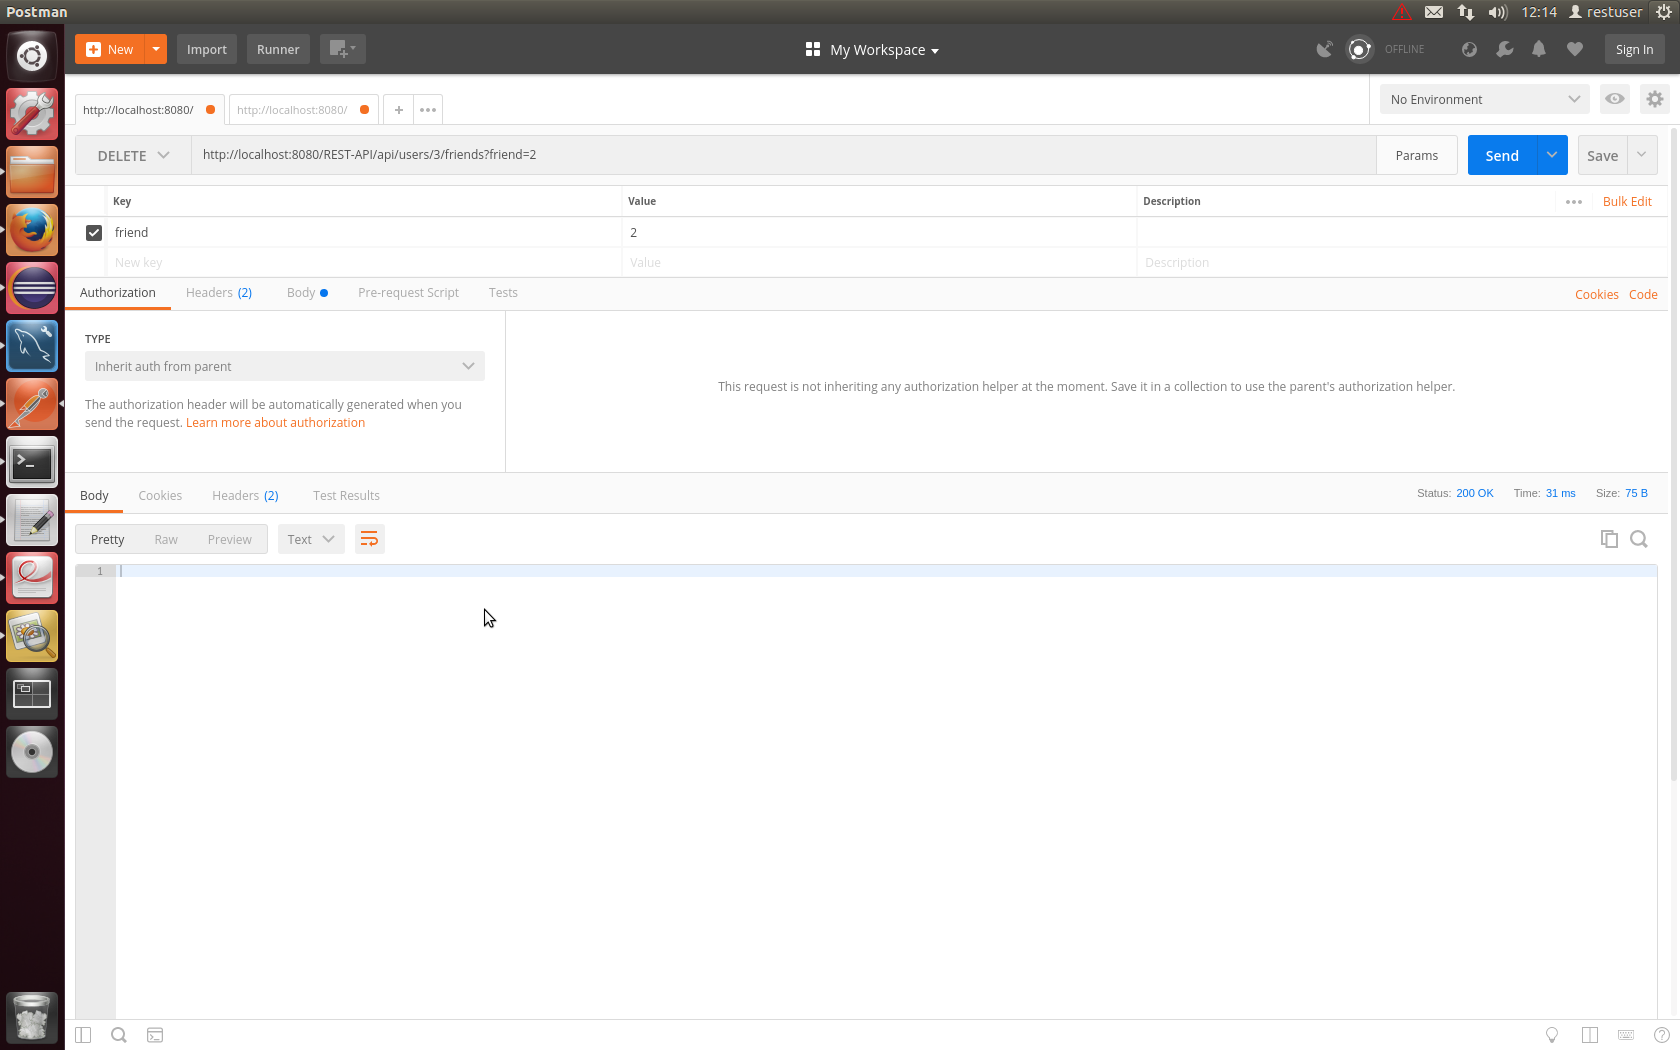 Postman
12:14 restuser
New Import Runner My Workspace OFFLINE Sign In
http://localhost:8080/ http://localhost:8080/ + No Environment
DELETE http://localhost:8080/REST-API/api/users/3/friends?friend=2 Params Send Save
Key Value Description Bulk Edit
friend 2
New key Value Description
Authorization Headers (2) Body Pre-request Script Tests Cookies Code
TYPE
Inherit auth from parent
The authorization header will be automatically generated when you
send the request. Learn more about authorization
This request is not inheriting any authorization helper at the moment. Save it in a collection to use the parent's authorization helper.
Body Cookies Headers (2) Test Results Status: 200 OK Time: 31 ms Size: 75 B
Pretty Raw Preview Text
1